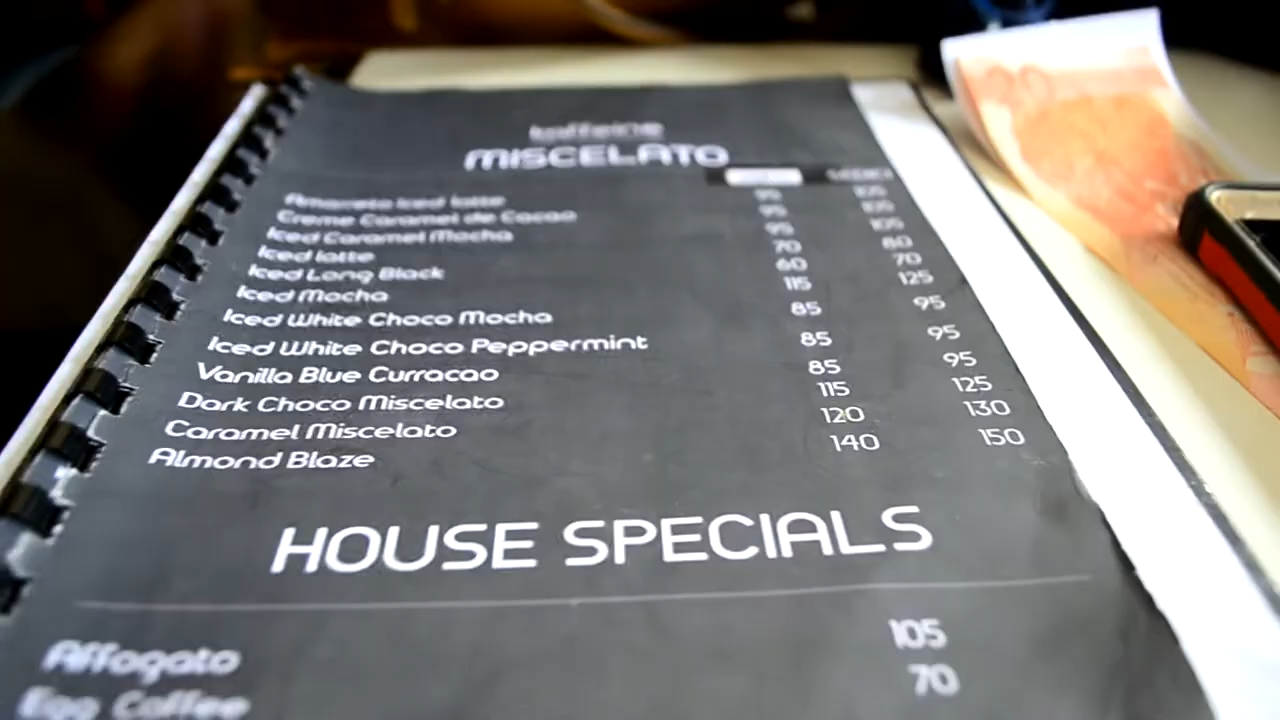 kaffeine
MISCELATO
Amareto Iced latte 95 105
Creme Caramel de Cacao 95 105
Iced Caramel Mocha 95 105
Iced latte 70 80
Iced Long Black 60 70
Iced Mocha 115 125
Iced White Choco Mocha 85 95
Iced White Choco Peppermint 85 95
Vanilla Blue Curracao 85 95
Dark Choco Miscelato 115 125
Caramel Miscelato 120 130
Almond Blaze 140 150
HOUSE SPECIALS
Affogato 105
Egg Coffee 70
20